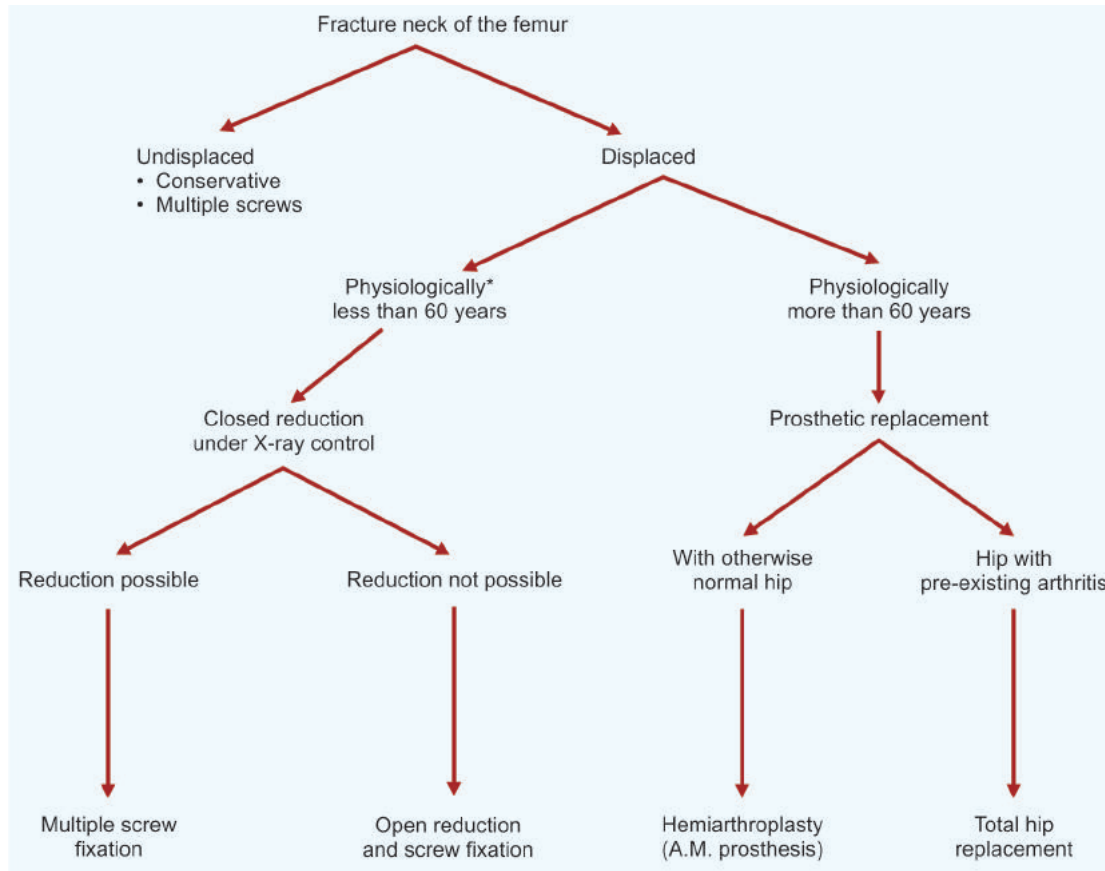 Fracture neck of the femur
Undisplaced
• Conservative
• Multiple screws
Displaced
Physiologically*
less than 60 years
Physiologically
more than 60 years
Closed reduction
under X-ray control
Prosthetic replacement
Reduction possible
Reduction not possible
With otherwise
normal hip
Hip with
pre-existing arthritis
Multiple screw
fixation
Open reduction
and screw fixation
Hemiarthroplasty
(A.M. prosthesis)
Total hip
replacement